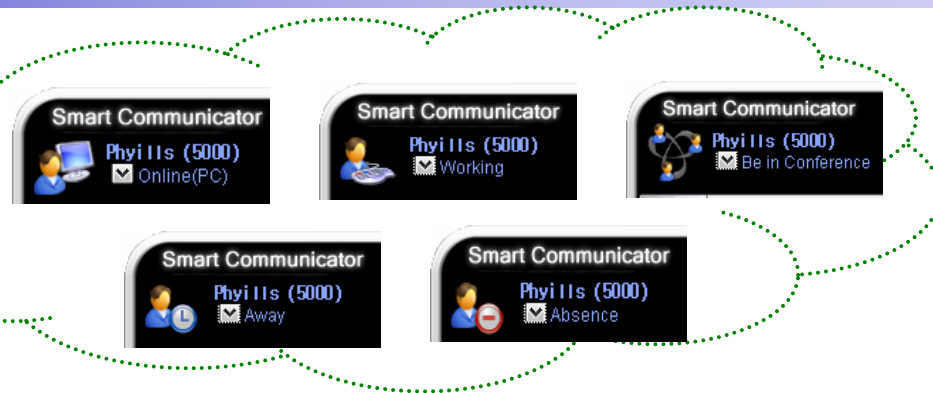 Smart Communicator
Phyills (5000)
Online(PC)
Smart Communicator
Phyills (5000)
Working
Smart Communicator
Phyills (5000)
Be in Conference
Smart Communicator
Phyills (5000)
Away
Smart Communicator
Phyills (5000)
Absence